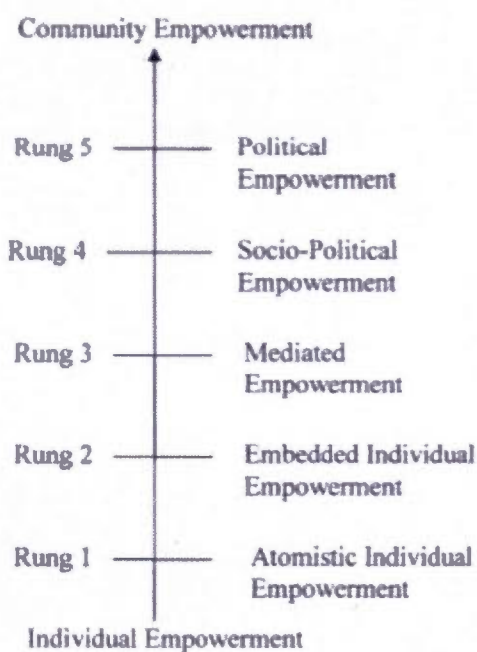 Community Empowerment
Rung 5 Political
Empowerment
Rung 4 Socio-Political
Empowerment
Rung 3 Mediated
Empowerment
Rung 2 Embedded Individual
Empowerment
Rung 1 Atomistic Individual
Empowerment
Individual Empowerment